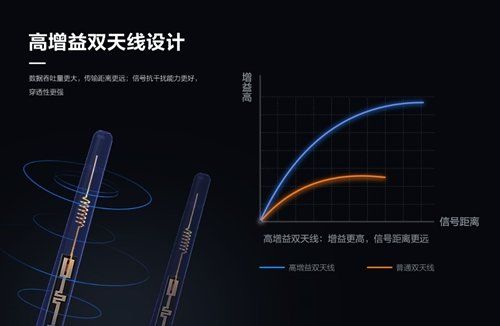 高增益双天线设计
数据吞吐量更大，传输距离更远；信号抗干扰能力更好，
穿透性更强
增益高
信号距离
高增益双天线：增益更高，信号距离更远
高增益双天线
普通双天线